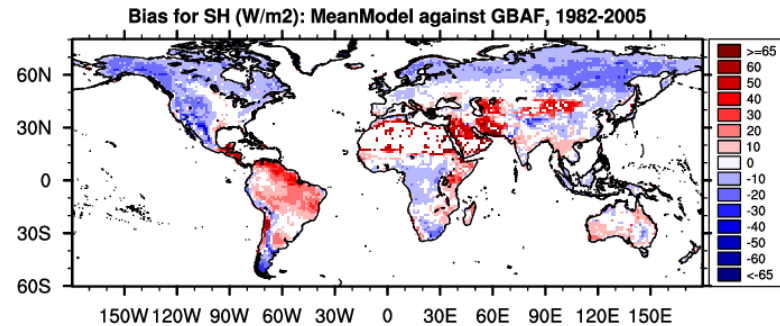 Bias for SH (W/m2): MeanModel against GBAF, 1982-2005
60N
30N
0
30S
60S
150W 120W 90W 60W 30W 0 30E 60E 90E 120E 150E
>=65
60
50
40
30
20
10
0
-10
-20
-30
-40
-50
-60
<-65